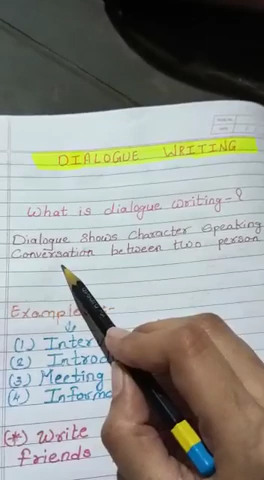 DIALOGUE WRITING
What is dialogue writing-?
Dialogue shows Character Speaking
Conversation between two person
Example :-
(1) Inter
(2) Introd
(3) Meeting
(4) Informa
(*) Write
friends